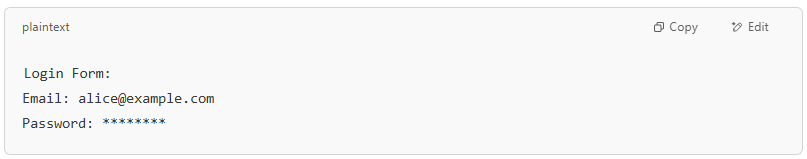 plaintext
Copy
Edit
Login Form:
Email: alice@example.com
Password: ********